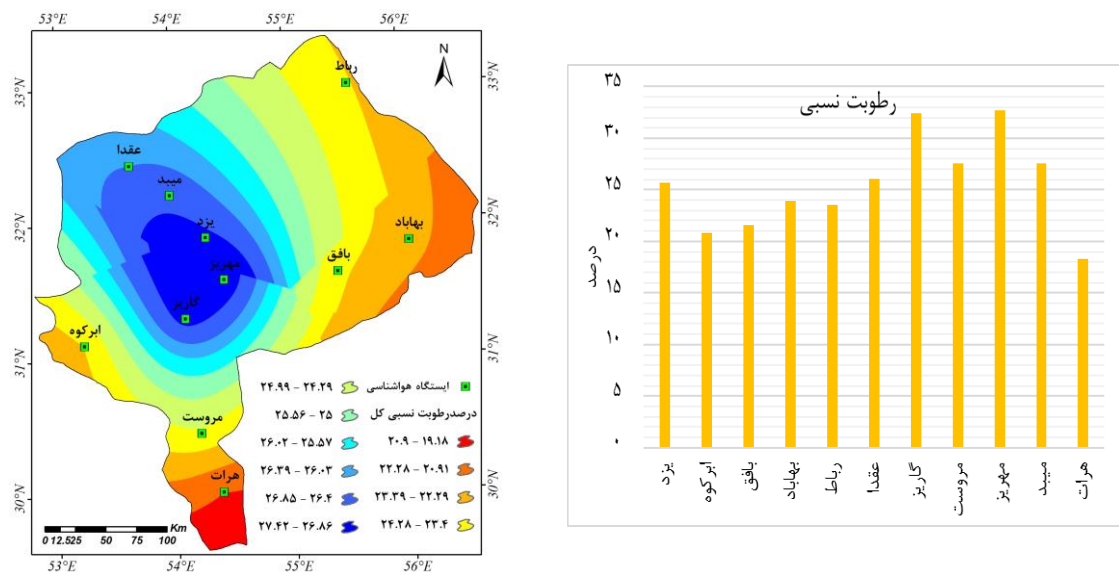 53°E 54°E 55°E 56°E
N
33°N
32°N
31°N
30°N
33°N
32°N
31°N
30°N
رباط
عقدا
میبد
یزد
بهاباد
بافق
مهریز
گاریز
ابرکوه
مروست
هرات
ایستگاه هواشناسی
درصدرطوبت نسبی کل
۲۰.۹ - ۱۹.۱۸
۲۲.۲۸ - ۲۰.۹۱
۲۳.۳۹ - ۲۲.۲۹
۲۴.۲۸ - ۲۳.۴
۲۴.۹۹ - ۲۴.۲۹
۲۵.۵۶ - ۲۵
۲۶.۰۲ - ۲۵.۵۷
۲۶.۳۹ - ۲۶.۰۳
۲۶.۸۵ - ۲۶.۴
۲۷.۴۲ - ۲۶.۸۶
Km
0 12.525 50 75 100
53°E 54°E 55°E 56°E
رطوبت نسبی
درصد
۳۵
۳۰
۲۵
۲۰
۱۵
۱۰
۵
۰
یزد
ابرکوه
بافق
بهاباد
رباط
عقدا
گاریز
مروست
مهریز
میبد
هرات